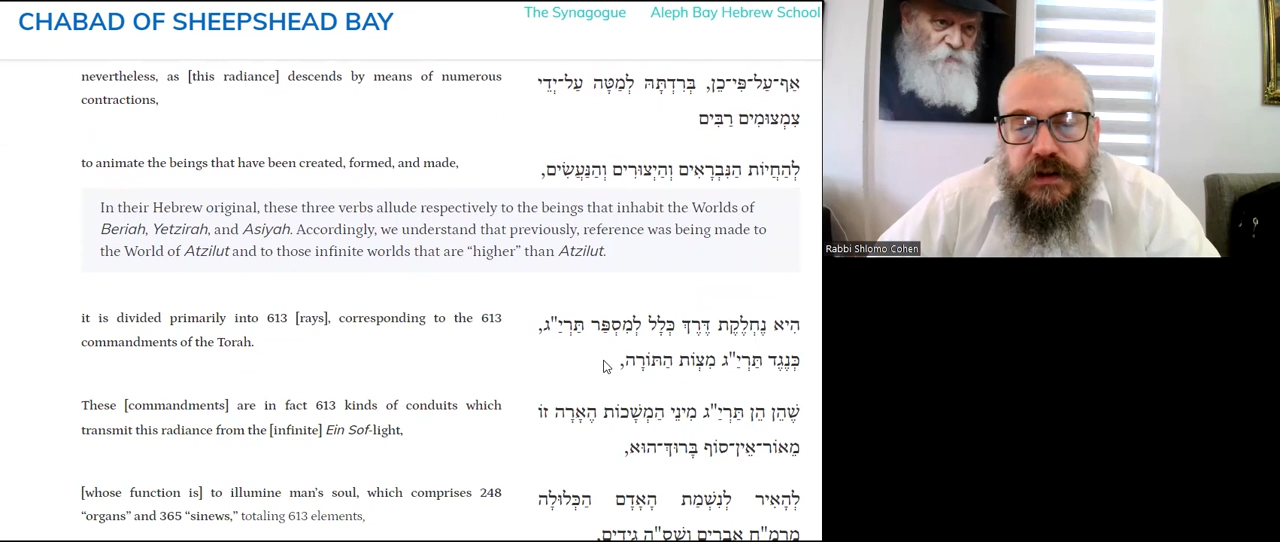 CHABAD OF SHEEPSHEAD BAY
The Synagogue
Aleph Bay Hebrew School
nevertheless, as [this radiance] descends by means of numerous
contractions,
אַף־עַל־פִּי־כֵן, בְּרִדְתָּהּ לְמַטָּה עַל־יְדֵי
צִמְצוּמִים רַבִּים
to animate the beings that have been created, formed, and made,
לְהַחֲיוֹת הַנִּבְרָאִים וְהַיְצוּרִים וְהַנַּעֲשִׂים,
In their Hebrew original, these three verbs allude respectively to the beings that inhabit the Worlds of
Beriah, Yetzirah, and Asiyah. Accordingly, we understand that previously, reference was being made to
the World of Atzilut and to those infinite worlds that are “higher” than Atzilut.
it is divided primarily into 613 [rays], corresponding to the 613
commandments of the Torah.
הִיא נֶחְלֶקֶת דֶּרֶךְ כְּלָל לְמִסְפַּר תַּרְיַ"ג,
כְּנֶגֶד תַּרְיַ"ג מִצְוֹת הַתּוֹרָה,
These [commandments] are in fact 613 kinds of conduits which
transmit this radiance from the [infinite] Ein Sof-light,
שֶׁהֵן הֵן תַּרְיַ"ג מִינֵי הַמְשָׁכוֹת הֶאָרָה זוֹ
מֵאוֹר־אֵין־סוֹף בָּרוּךְ־הוּא,
[whose function is] to illumine man’s soul, which comprises 248
“organs” and 365 “sinews,” totaling 613 elements,
לְהָאִיר לְנִשְׁמַת הָאָדָם הַכְּלוּלָה
מֵרַמַ"ח אֵבָרִים וּשְׁסָ"ה גִידִים,
Rabbi Shlomo Cohen